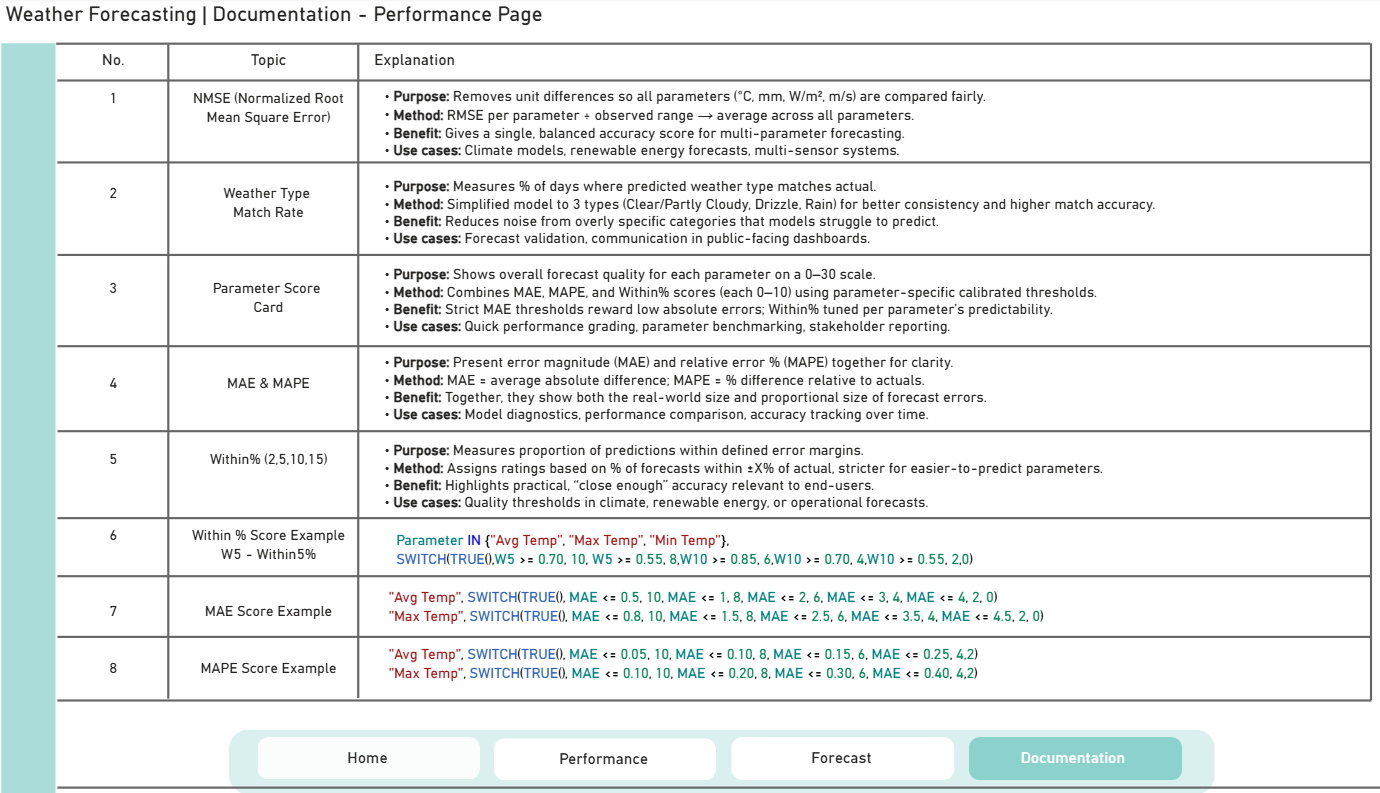 Weather Forecasting | Documentation - Performance Page
No.
Topic
Explanation
1
NMSE (Normalized Root
Mean Square Error)
• Purpose: Removes unit differences so all parameters (°C, mm, W/m², m/s) are compared fairly.
• Method: RMSE per parameter ÷ observed range → average across all parameters.
• Benefit: Gives a single, balanced accuracy score for multi-parameter forecasting.
• Use cases: Climate models, renewable energy forecasts, multi-sensor systems.
2
Weather Type
Match Rate
• Purpose: Measures % of days where predicted weather type matches actual.
• Method: Simplified model to 3 types (Clear/Partly Cloudy, Drizzle, Rain) for better consistency and higher match accuracy.
• Benefit: Reduces noise from overly specific categories that models struggle to predict.
• Use cases: Forecast validation, communication in public-facing dashboards.
3
Parameter Score
Card
• Purpose: Shows overall forecast quality for each parameter on a 0–30 scale.
• Method: Combines MAE, MAPE, and Within% scores (each 0–10) using parameter-specific calibrated thresholds.
• Benefit: Strict MAE thresholds reward low absolute errors; Within% tuned per parameter's predictability.
• Use cases: Quick performance grading, parameter benchmarking, stakeholder reporting.
4
MAE & MAPE
• Purpose: Present error magnitude (MAE) and relative error % (MAPE) together for clarity.
• Method: MAE = average absolute difference; MAPE = % difference relative to actuals.
• Benefit: Together, they show both the real-world size and proportional size of forecast errors.
• Use cases: Model diagnostics, performance comparison, accuracy tracking over time.
5
Within% (2,5,10,15)
• Purpose: Measures proportion of predictions within defined error margins.
• Method: Assigns ratings based on % of forecasts within ±X% of actual, stricter for easier-to-predict parameters.
• Benefit: Highlights practical, "close enough" accuracy relevant to end-users.
• Use cases: Quality thresholds in climate, renewable energy, or operational forecasts.
6
Within % Score Example
W5 - Within5%
Parameter IN {"Avg Temp", "Max Temp", "Min Temp"},
SWITCH(TRUE(),W5 >= 0.70, 10, W5 >= 0.55, 8,W10 >= 0.85, 6,W10 >= 0.70, 4,W10 >= 0.55, 2,0)
7
MAE Score Example
"Avg Temp", SWITCH(TRUE(), MAE <= 0.5, 10, MAE <= 1, 8, MAE <= 2, 6, MAE <= 3, 4, MAE <= 4, 2, 0)
"Max Temp", SWITCH(TRUE(), MAE <= 0.8, 10, MAE <= 1.5, 8, MAE <= 2.5, 6, MAE <= 3.5, 4, MAE <= 4.5, 2, 0)
8
MAPE Score Example
"Avg Temp", SWITCH(TRUE(), MAE <= 0.05, 10, MAE <= 0.10, 8, MAE <= 0.15, 6, MAE <= 0.25, 4,2)
"Max Temp", SWITCH(TRUE(), MAE <= 0.10, 10, MAE <= 0.20, 8, MAE <= 0.30, 6, MAE <= 0.40, 4,2)
Home
Performance
Forecast
Documentation